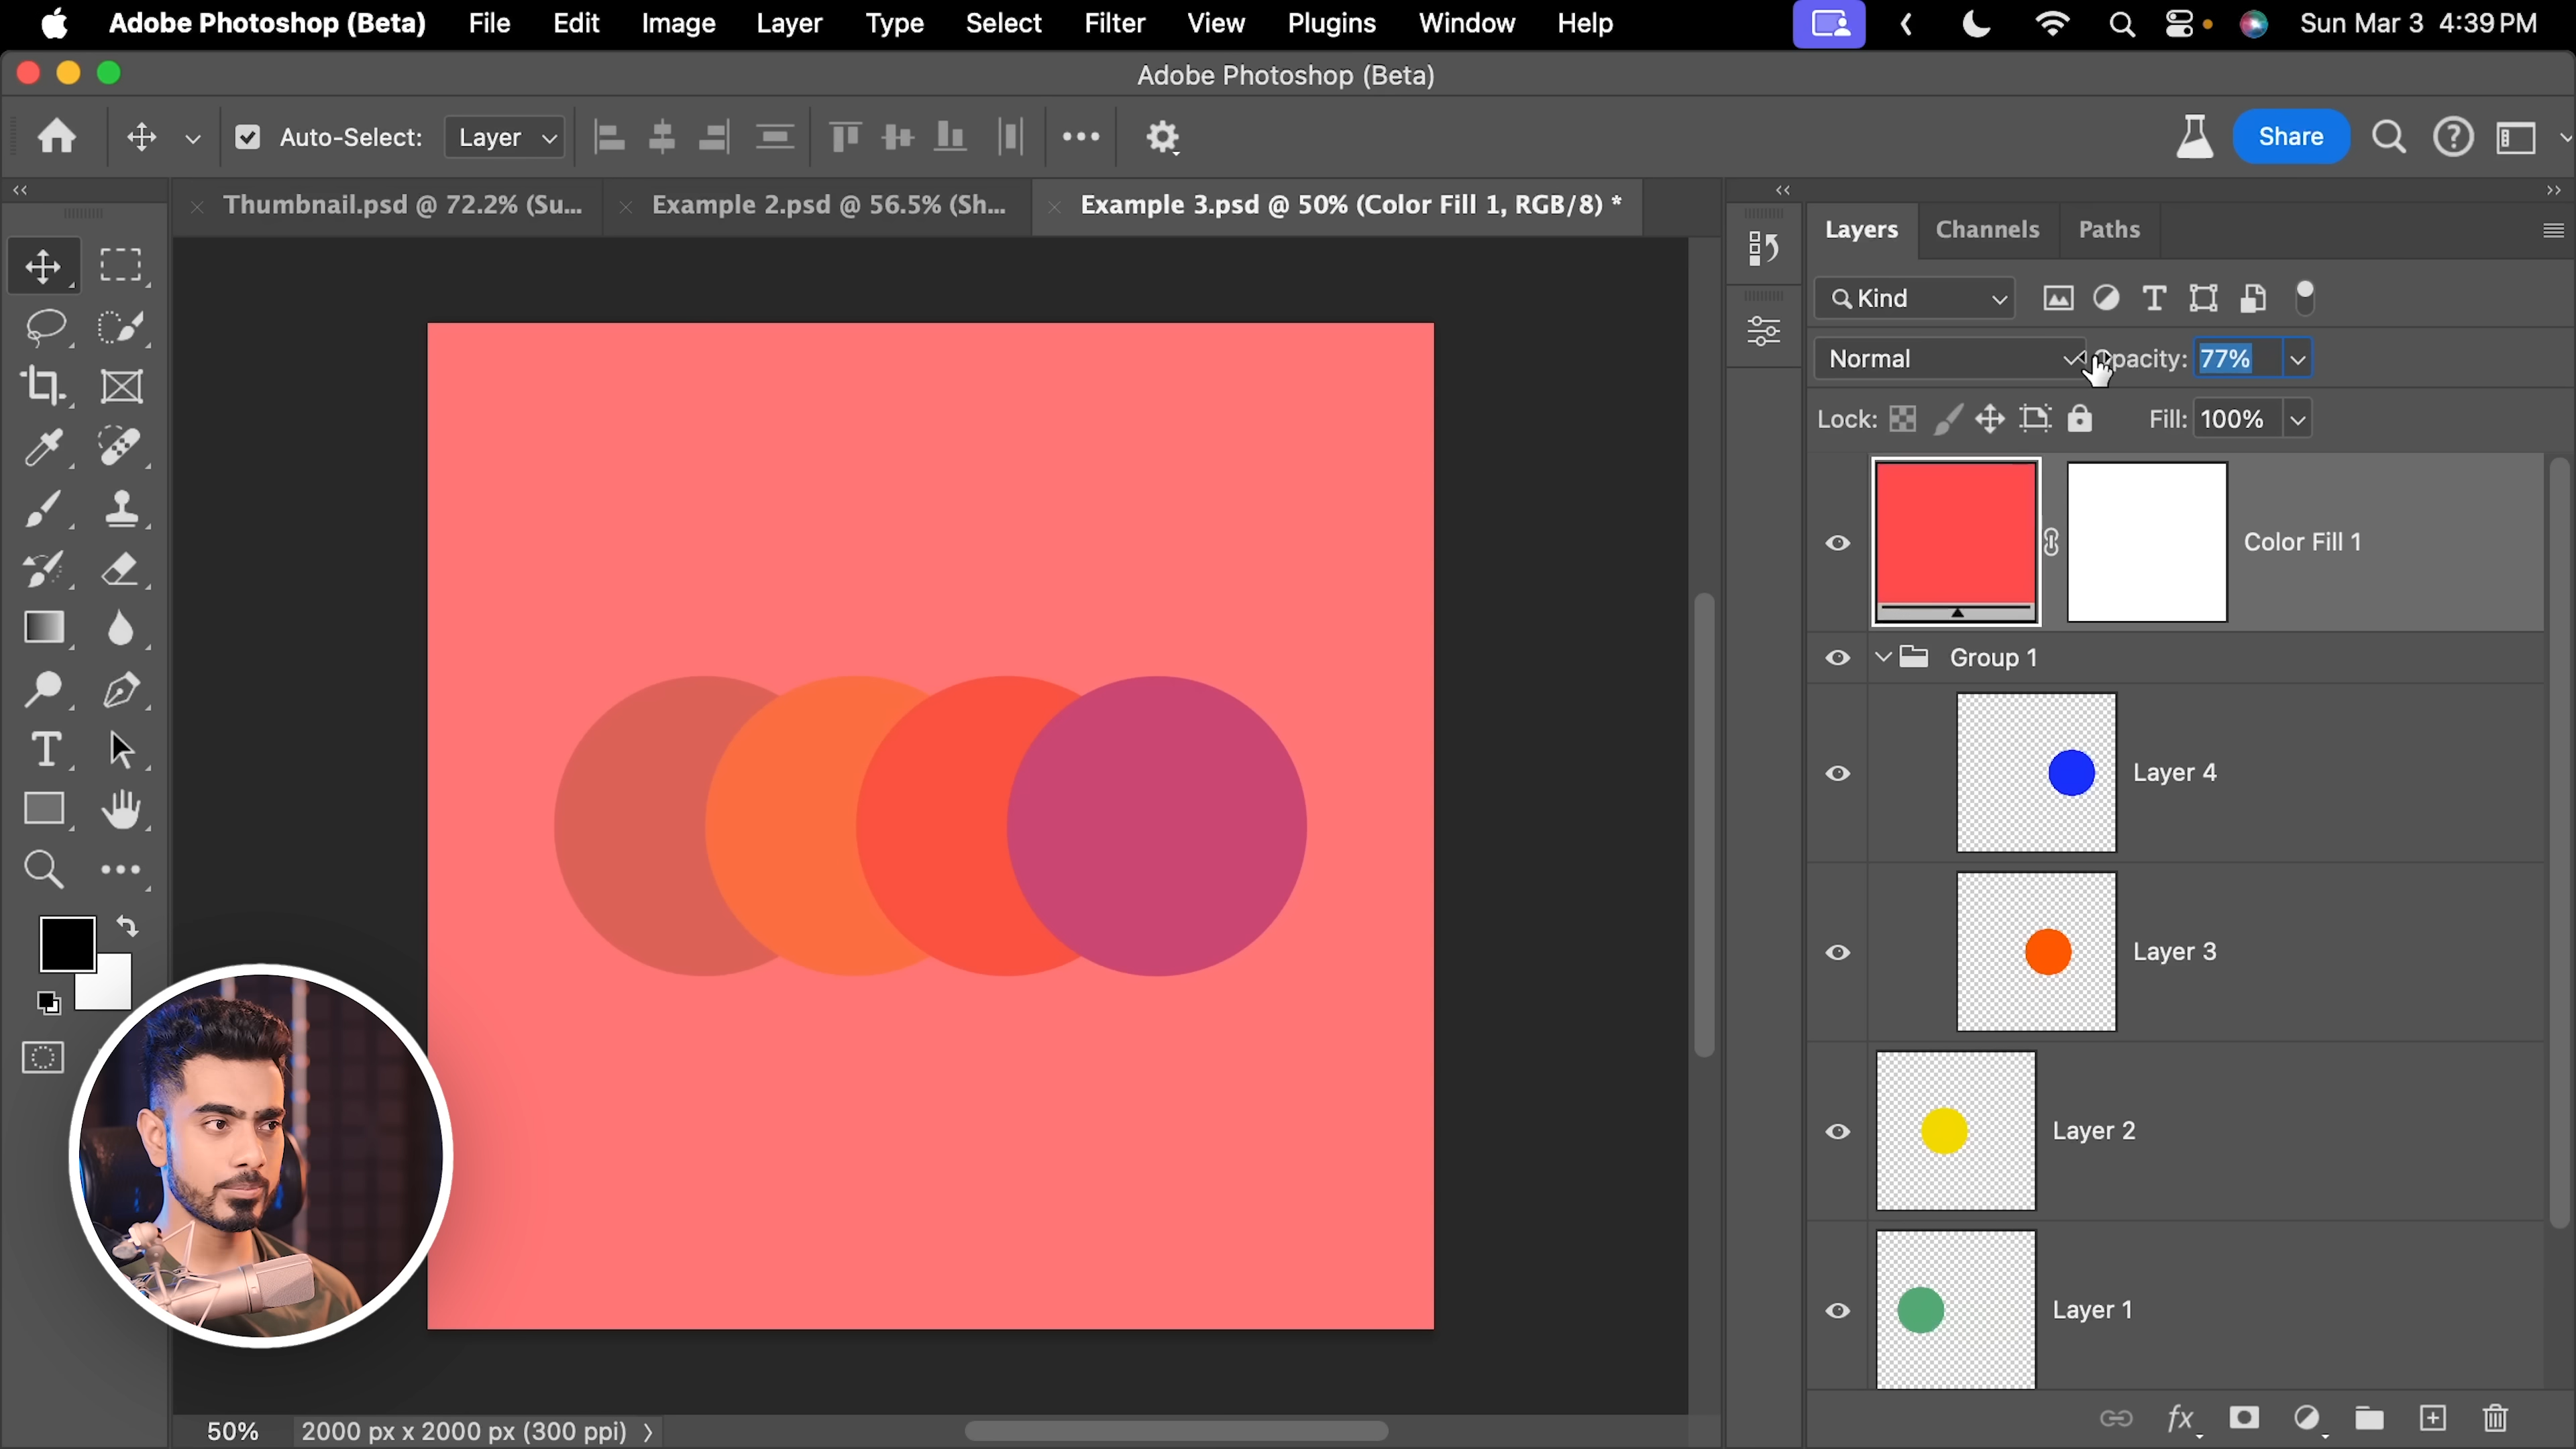 Adobe Photoshop (Beta) File Edit Image Layer Type Select Filter View Plugins Window Help Sun Mar 3 4:39 PM
Adobe Photoshop (Beta)
Auto-Select: Layer Share
Thumbnail.psd @ 72.2% (Su... Example 2.psd @ 56.5% (Sh... Example 3.psd @ 50% (Color Fill 1, RGB/8) *
Layers Channels Paths
Kind
Normal pacity: 77%
Lock: Fill: 100%
Color Fill 1
Group 1
Layer 4
Layer 3
Layer 2
Layer 1
fx
50% 2000 px x 2000 px (300 ppi)